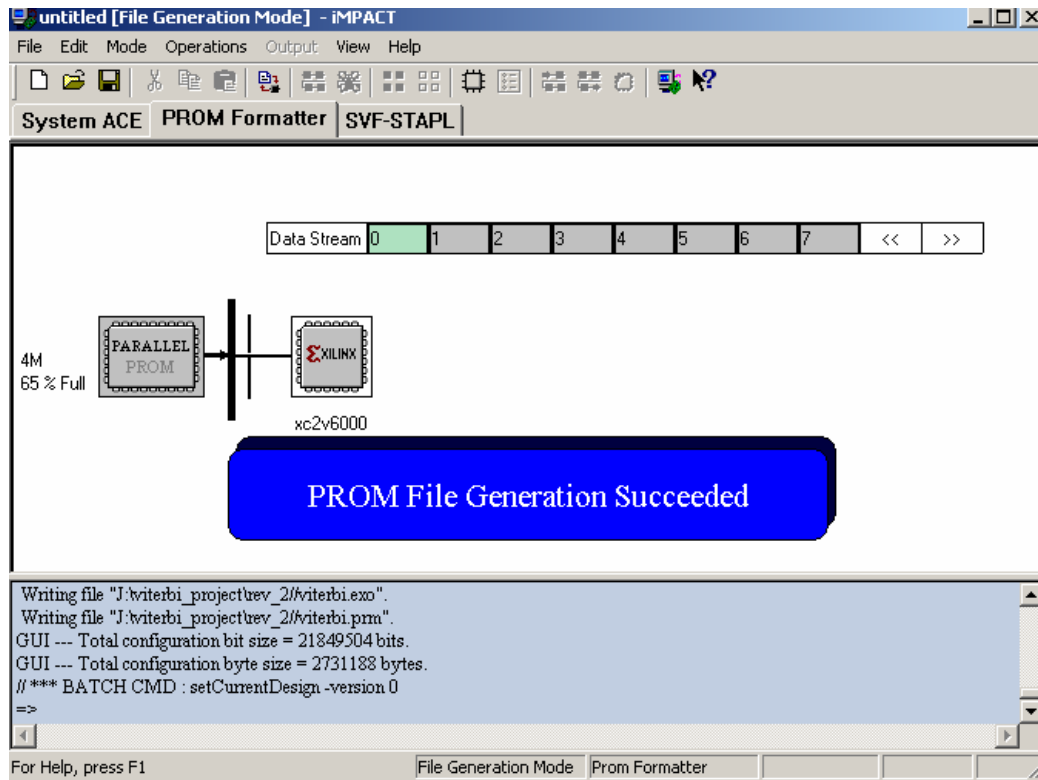 untitled [File Generation Mode] - iMPACT
File Edit Mode Operations Output View Help
System ACE PROM Formatter SVF-STAPL
Data Stream 0 1 2 3 4 5 6 7 << >>
4M
65 % Full
PARALLEL
PROM
XILINX
xc2v6000
PROM File Generation Succeeded
Writing file "J:\viterbi_project\rev_2//viterbi.exo".
Writing file "J:\viterbi_project\rev_2//viterbi.prm".
GUI --- Total configuration bit size = 21849504 bits.
GUI --- Total configuration byte size = 2731188 bytes.
// *** BATCH CMD : setCurrentDesign -version 0
=>
For Help, press F1 File Generation Mode Prom Formatter